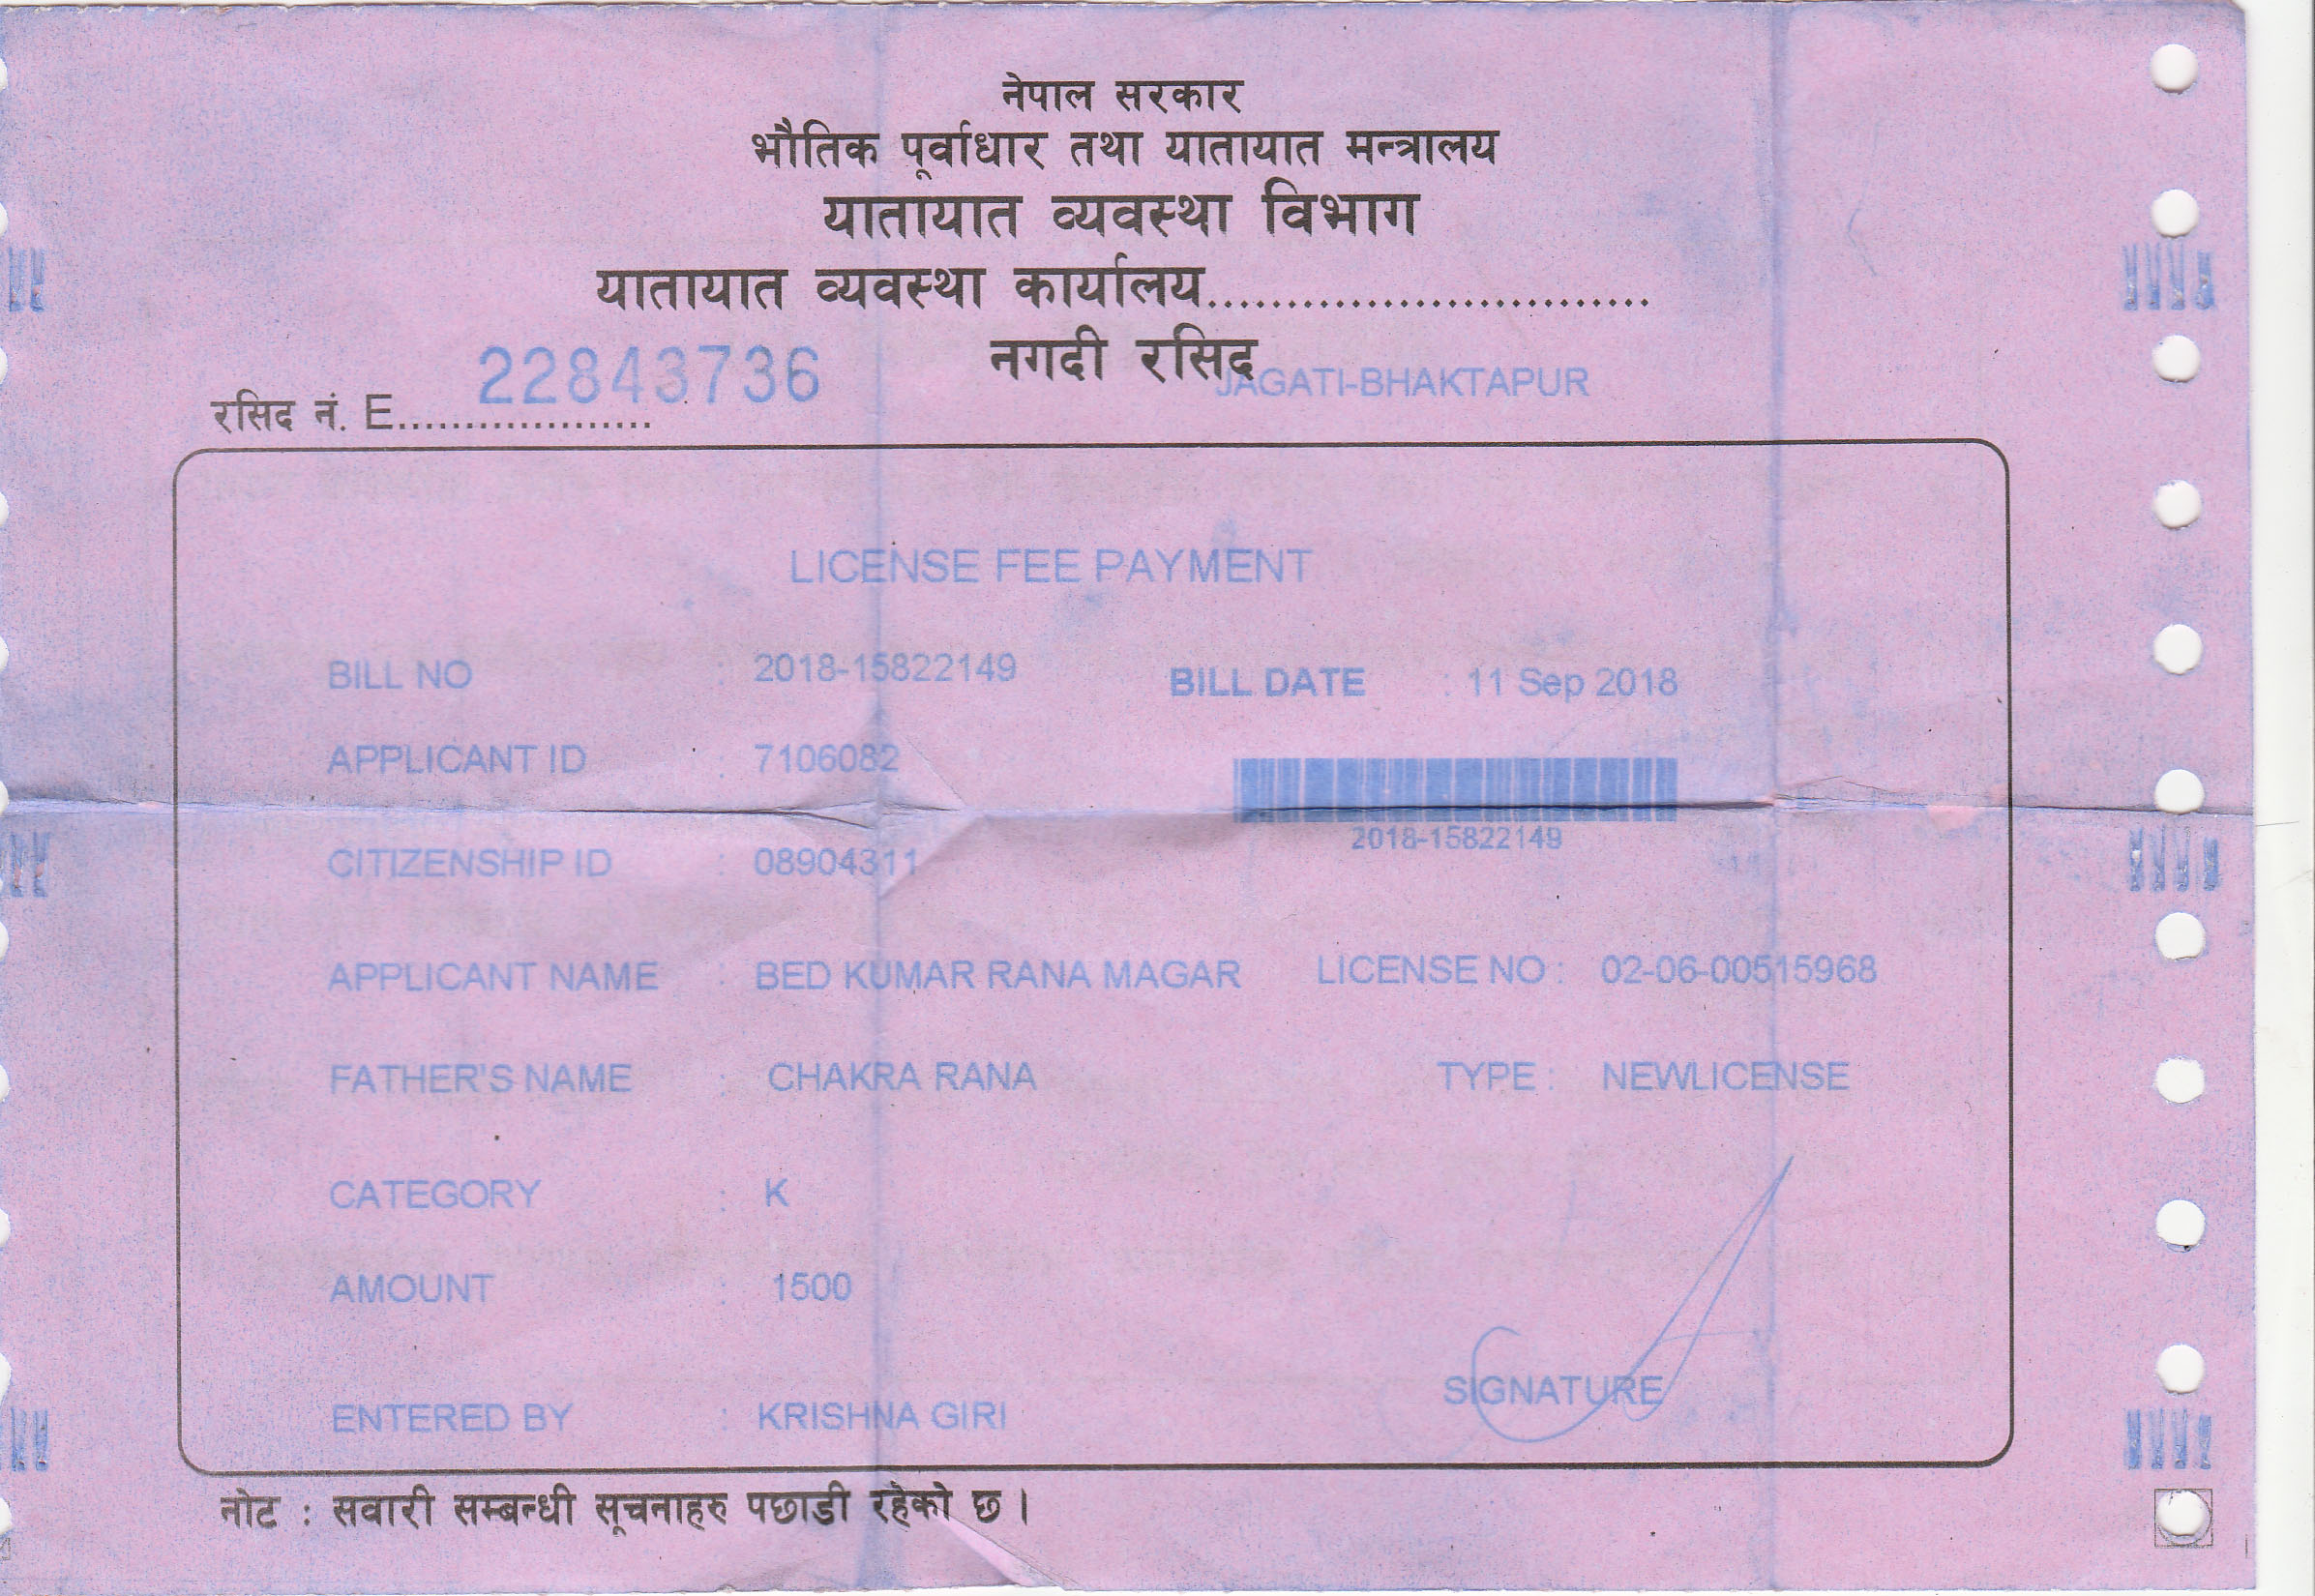 नेपाल सरकार
भौतिक पूर्वाधार तथा यातायात मन्त्रालय
यातायात व्यवस्था विभाग
यातायात व्यवस्था कार्यालय............................
नगदी रसिद
JAGATI-BHAKTAPUR
रसिद नं. E.................... 22843736
LICENSE FEE PAYMENT
BILL NO : 2018-15822149 BILL DATE : 11 Sep 2018
APPLICANT ID : 7106082
2018-15822149
CITIZENSHIP ID : 08904311
APPLICANT NAME : BED KUMAR RANA MAGAR LICENSE NO : 02-06-00515968
FATHER'S NAME : CHAKRA RANA TYPE : NEWLICENSE
CATEGORY : K
AMOUNT : 1500
SIGNATURE
ENTERED BY : KRISHNA GIRI
नोट : सवारी सम्बन्धी सूचनाहरु पछाडी रहेको छ ।